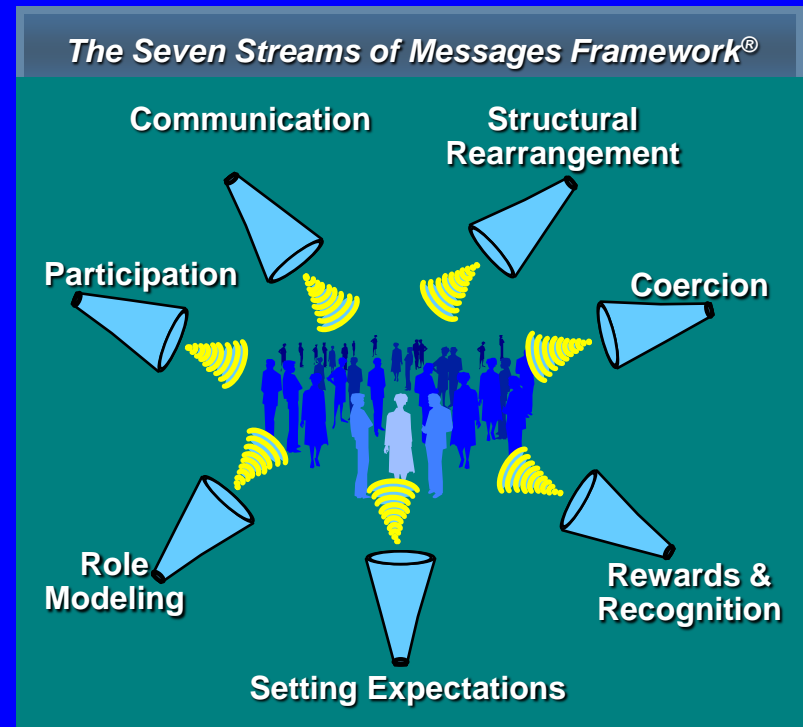 The Seven Streams of Messages Framework®
Communication
Structural
Rearrangement
Participation
Coercion
Role
Modeling
Rewards &
Recognition
Setting Expectations